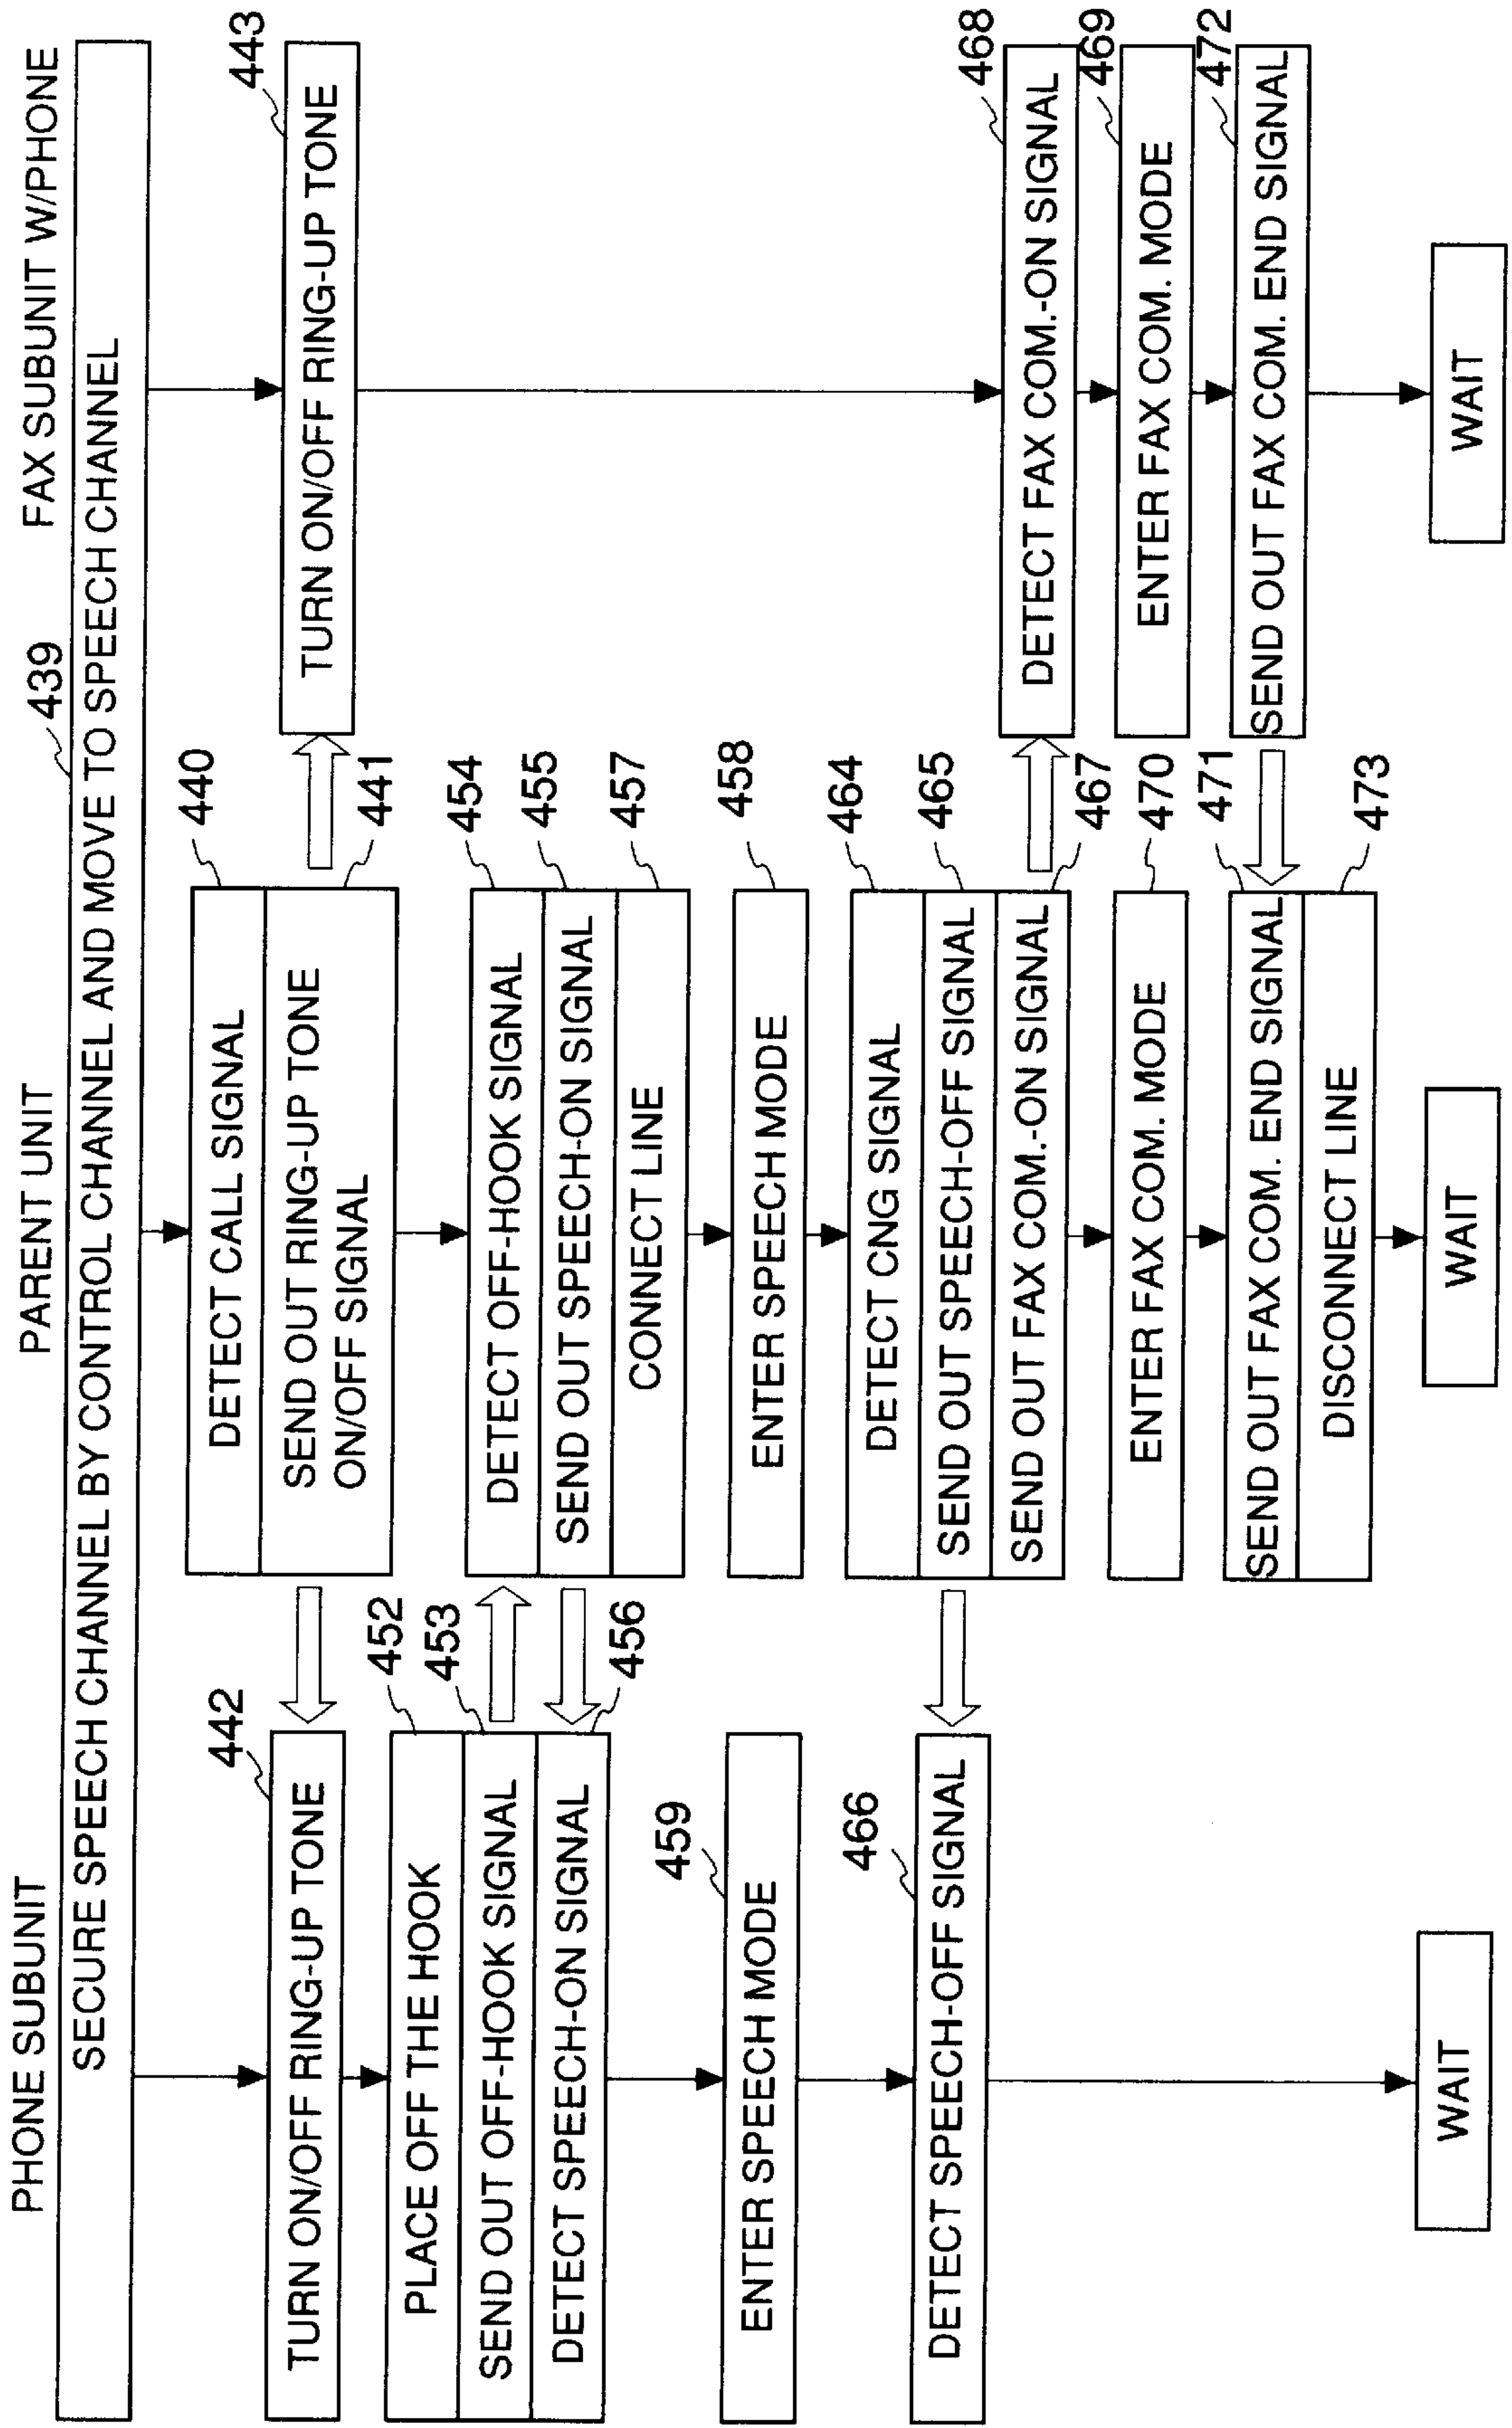 PHONE SUBUNIT
PARENT UNIT
FAX SUBUNIT W/PHONE
439
SECURE SPEECH CHANNEL BY CONTROL CHANNEL AND MOVE TO SPEECH CHANNEL
440
DETECT CALL SIGNAL
441
SEND OUT RING-UP TONE
ON/OFF SIGNAL
442
TURN ON/OFF RING-UP TONE
443
TURN ON/OFF RING-UP TONE
452
PLACE OFF THE HOOK
453
SEND OUT OFF-HOOK SIGNAL
454
DETECT OFF-HOOK SIGNAL
455
SEND OUT SPEECH-ON SIGNAL
456
DETECT SPEECH-ON SIGNAL
457
CONNECT LINE
458
ENTER SPEECH MODE
459
ENTER SPEECH MODE
464
DETECT CNG SIGNAL
465
SEND OUT SPEECH-OFF SIGNAL
466
DETECT SPEECH-OFF SIGNAL
467
SEND OUT FAX COM.-ON SIGNAL
468
DETECT FAX COM.-ON SIGNAL
469
ENTER FAX COM. MODE
470
ENTER FAX COM. MODE
472
SEND OUT FAX COM. END SIGNAL
471
SEND OUT FAX COM. END SIGNAL
473
DISCONNECT LINE
WAIT
WAIT
WAIT